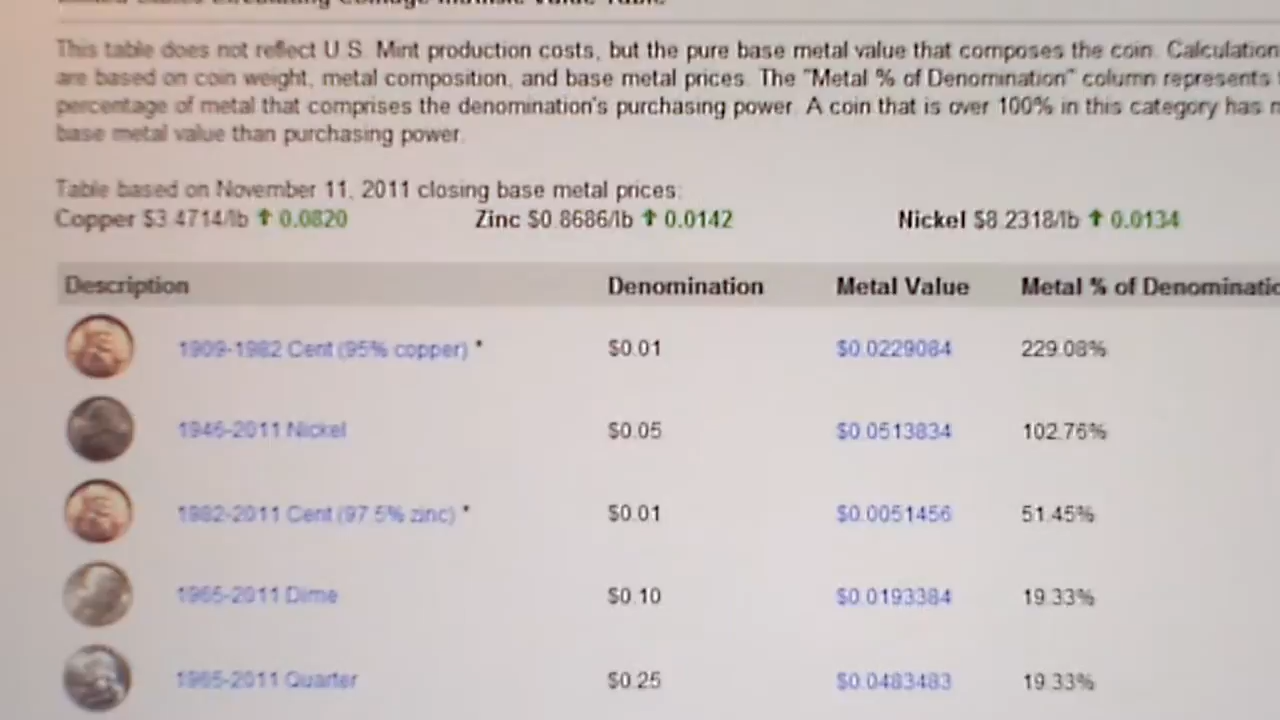 This table does not reflect U.S. Mint production costs, but the pure base metal value that composes the coin. Calculation
are based on coin weight, metal composition, and base metal prices. The "Metal % of Denomination" column represents
percentage of metal that comprises the denomination's purchasing power. A coin that is over 100% in this category has
base metal value than purchasing power.
Table based on November 11, 2011 closing base metal prices:
Copper $3.4714/lb ↑ 0.0820 Zinc $0.8686/lb ↑ 0.0142 Nickel $8.2318/lb ↑ 0.0134
Description Denomination Metal Value Metal % of Denominatio
1909-1982 Cent (95% copper) * $0.01 $0.0229084 229.08%
1946-2011 Nickel $0.05 $0.0513834 102.76%
1982-2011 Cent (97.5% zinc) * $0.01 $0.0051456 51.45%
1965-2011 Dime $0.10 $0.0193384 19.33%
1965-2011 Quarter $0.25 $0.0483483 19.33%